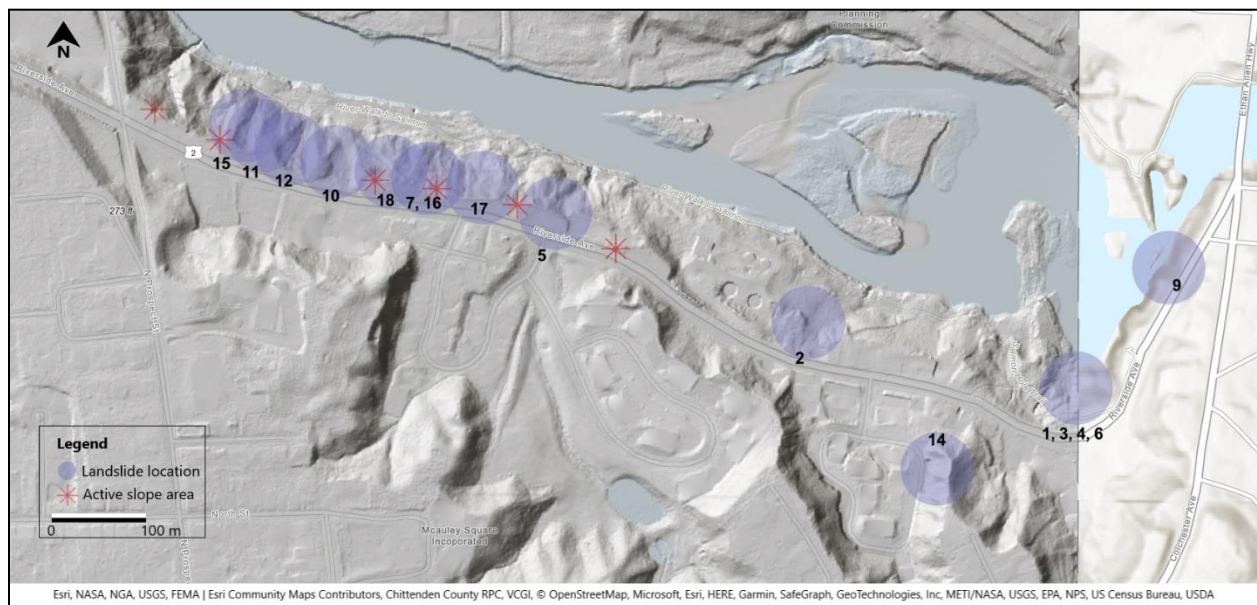 Planning
Commission
N
Ethan Allen Hwy
Riverside Ave
River Walk to Salmon
2
15
11
12
10
18
7, 16
17
River Walk to Salmon
273 ft
Riverside Ave
5
9
N Prospect St
2
Riverside Ave
1, 3, 4, 6
14
Legend
Landslide location
Active slope area
0
100 m
North St
Mcauley Square
Incoporated
N Prospe
Colchester Ave
Esri, NASA, NGA, USGS, FEMA | Esri Community Maps Contributors, Chittenden County RPC, VCGI, © OpenStreetMap, Microsoft, Esri, HERE, Garmin, SafeGraph, GeoTechnologies, Inc, METI/NASA, USGS, EPA, NPS, US Census Bureau, USDA